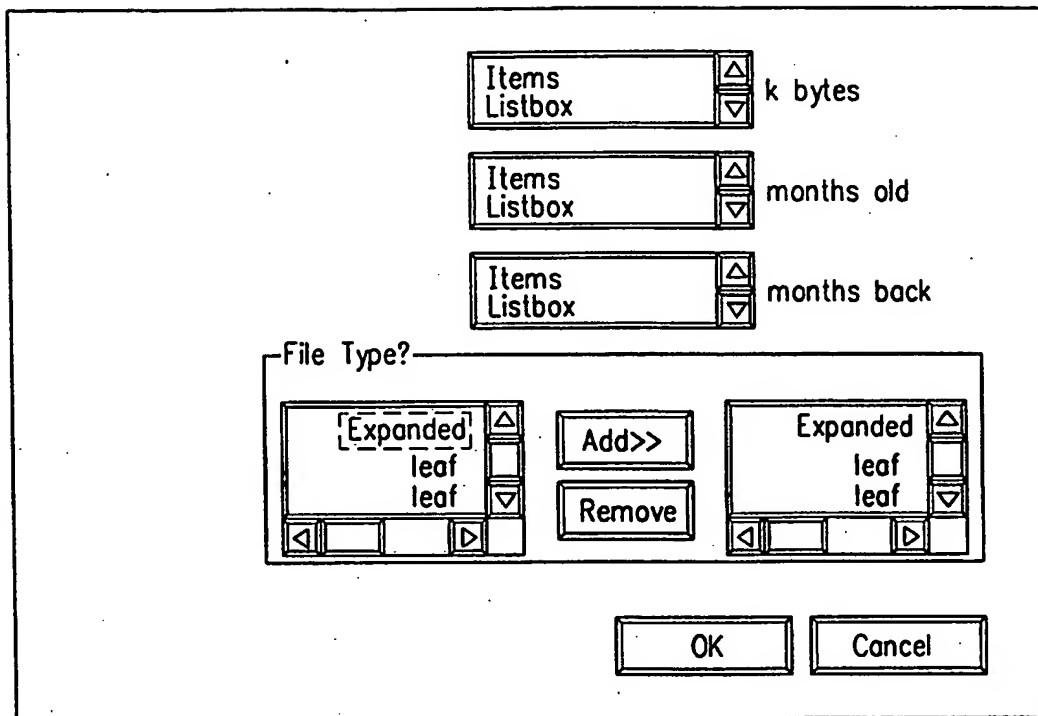 Items
Listbox
k bytes
Items
Listbox
months old
Items
Listbox
months back
File Type?
Expanded
leaf
leaf
Add>>
Remove
Expanded
leaf
leaf
OK
Cancel